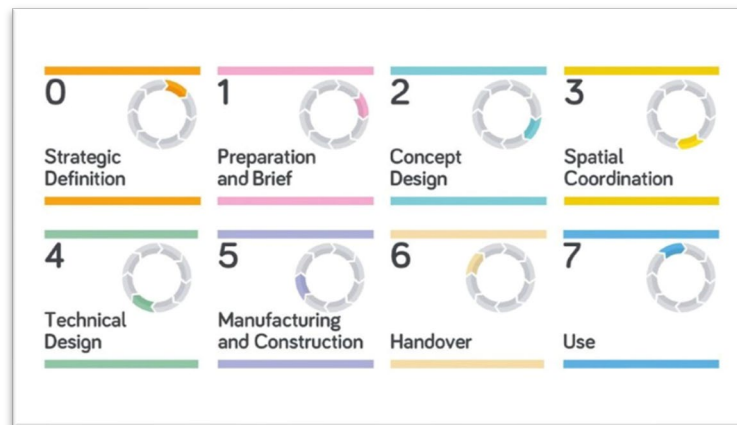 0
Strategic
Definition
1
Preparation
and Brief
2
Concept
Design
3
Spatial
Coordination
4
Technical
Design
5
Manufacturing
and Construction
6
Handover
7
Use